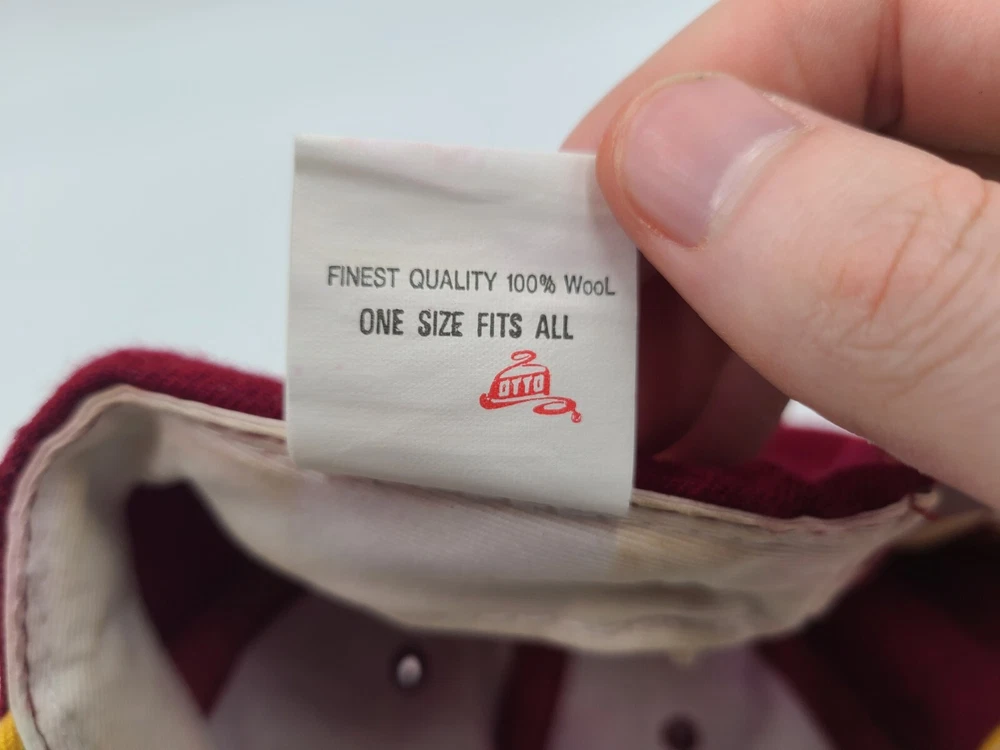 FINEST QUALITY 100% WooL
ONE SIZE FITS ALL
OTTO